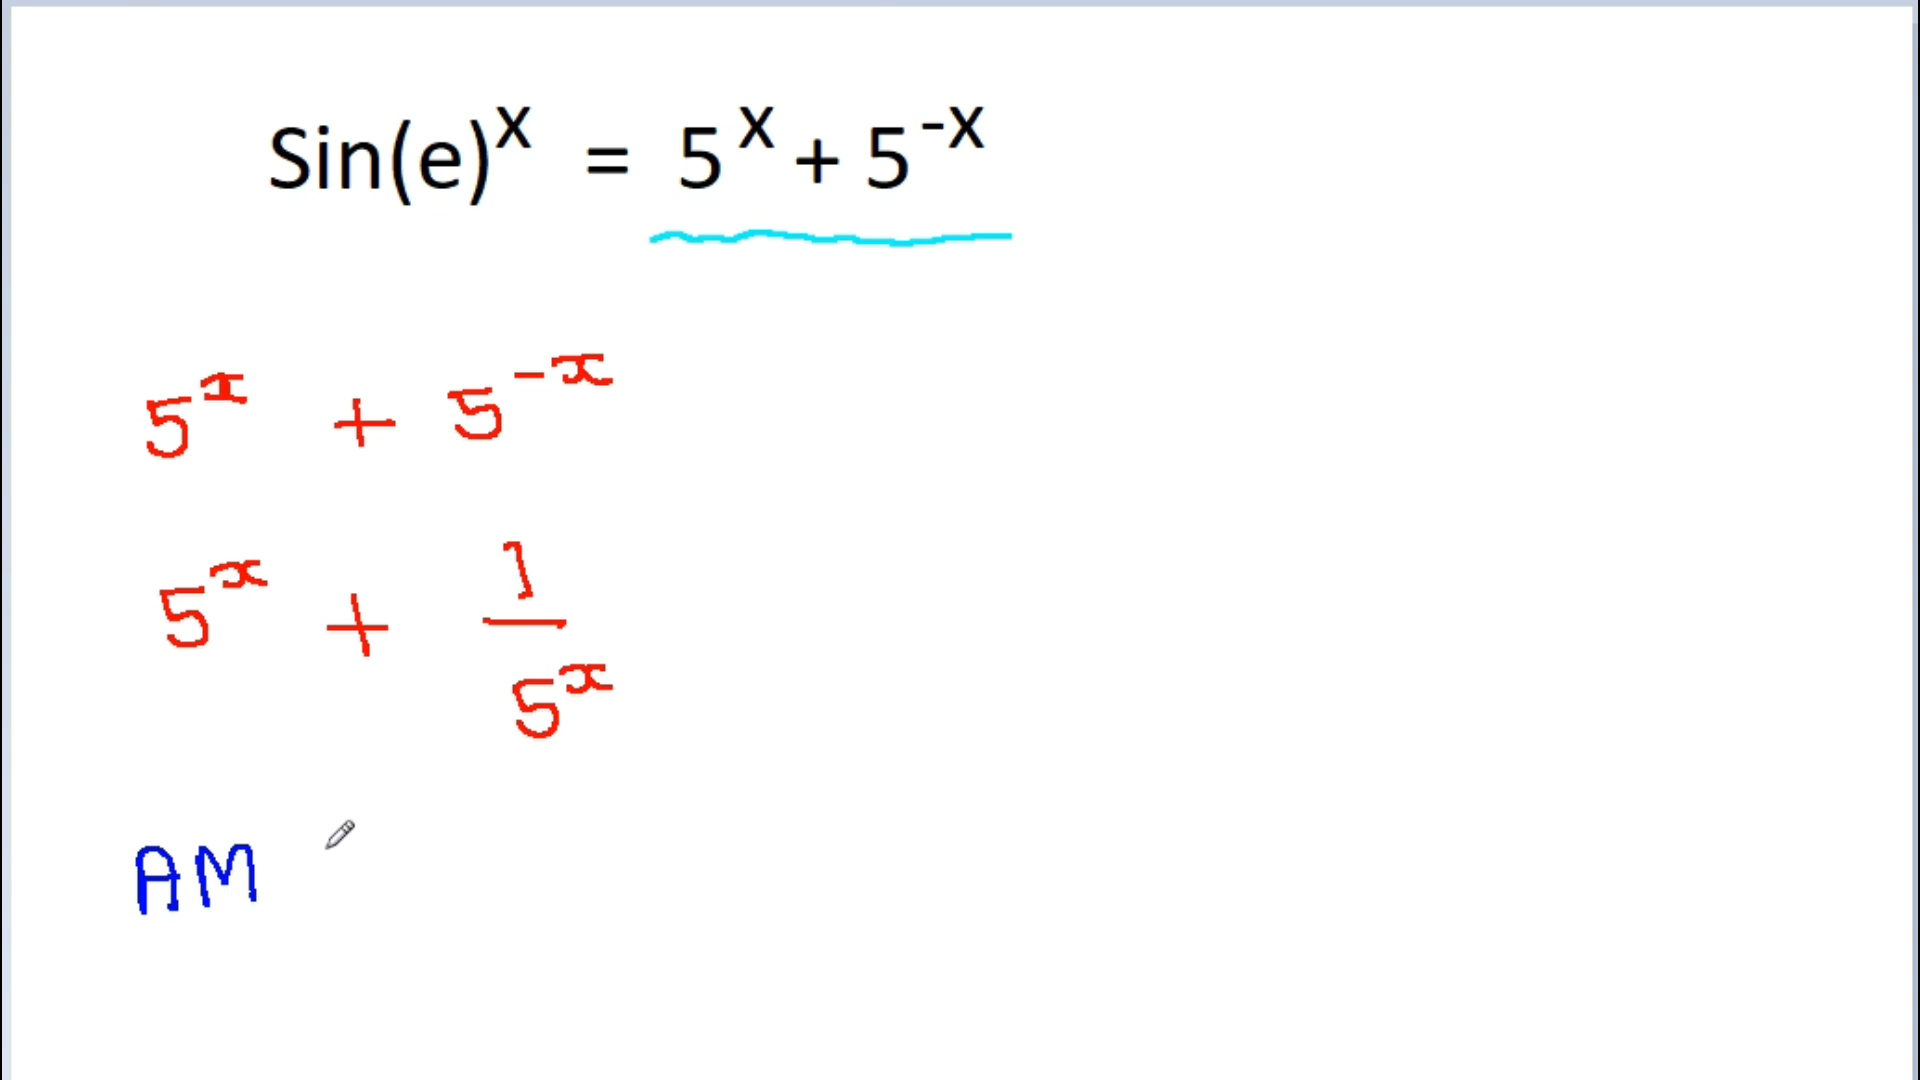 Sin(e)^x = 5^x + 5^-x
5^x + 5^-x
5^x + 1/5^x
AM